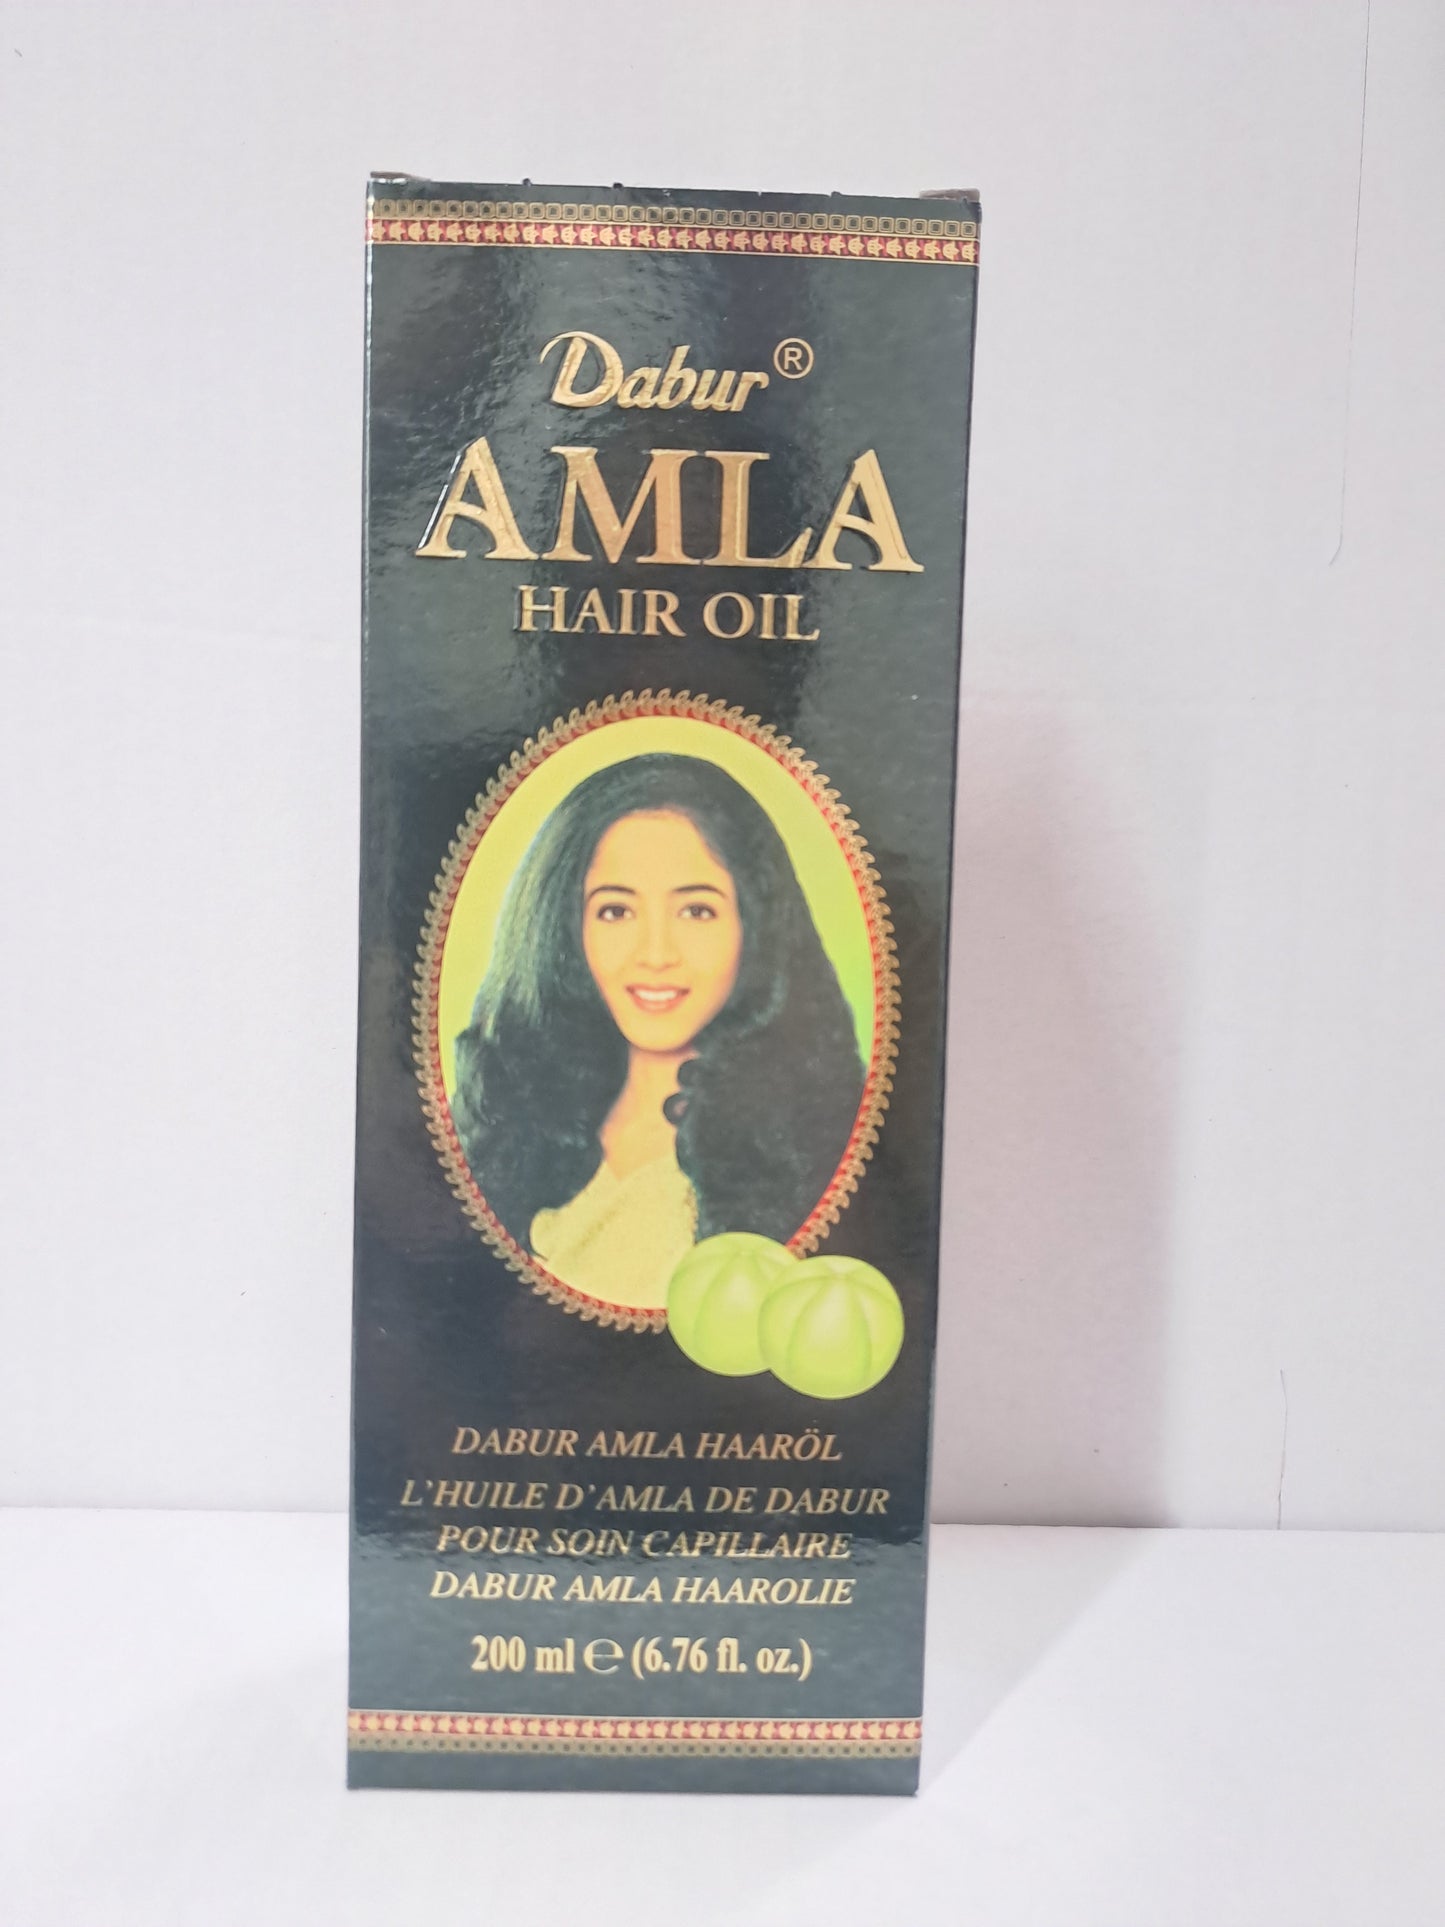 Dabur®
AMLA
HAIR OIL
DABUR AMLA HAARÖL
L'HUILE D'AMLA DE DABUR
POUR SOIN CAPILLAIRE
DABUR AMLA HAAROLIE
200 ml ℮ (6.76 fl. oz.)